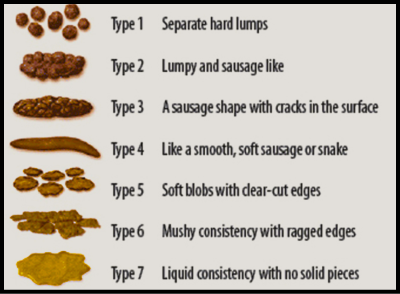 Type 1 Separate hard lumps
Type 2 Lumpy and sausage like
Type 3 A sausage shape with cracks in the surface
Type 4 Like a smooth, soft sausage or snake
Type 5 Soft blobs with clear-cut edges
Type 6 Mushy consistency with ragged edges
Type 7 Liquid consistency with no solid pieces